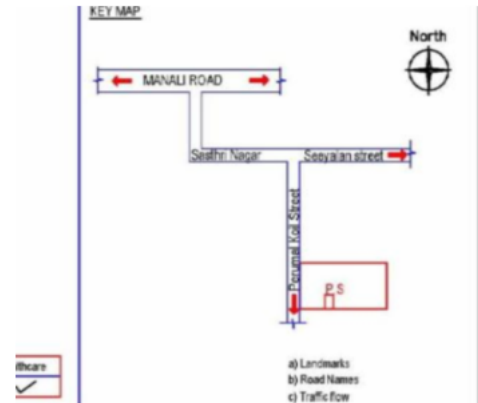 KEY MAP
North
MANALI ROAD
Sasthri Nagar
Seeyalan street
Perumal Koil Street
P.S
a) Landmarks
b) Road Names
c) Traffic flow